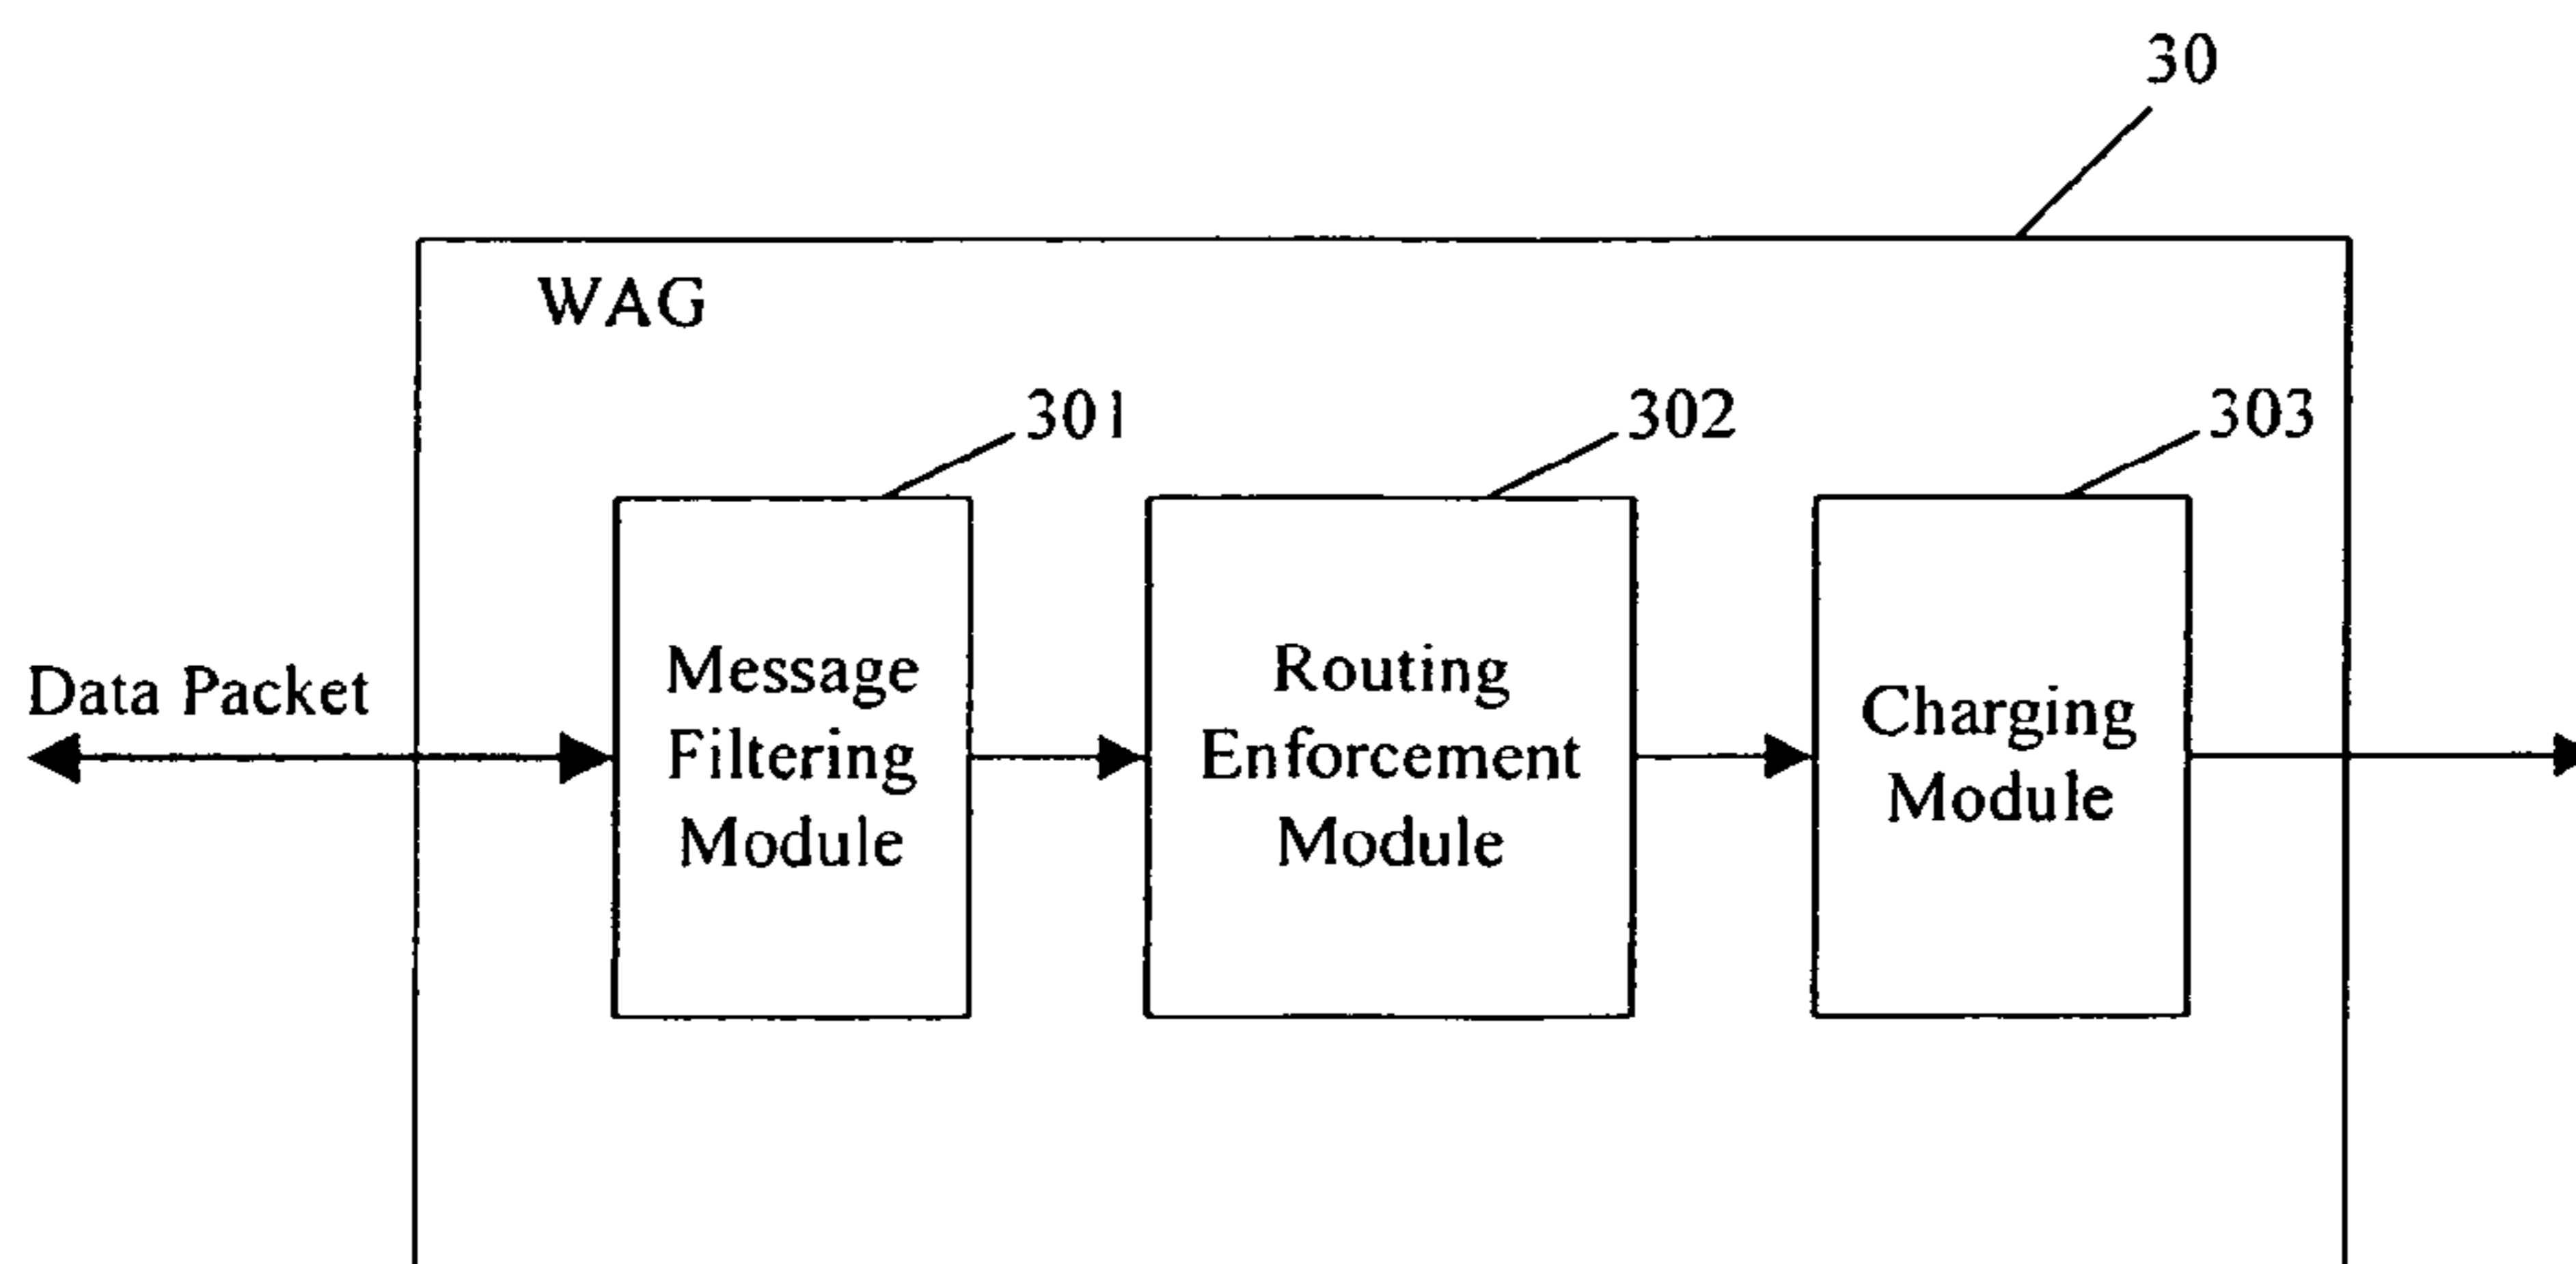 30
WAG
301
302
303
Data Packet
Message
Filtering
Module
Routing
Enforcement
Module
Charging
Module